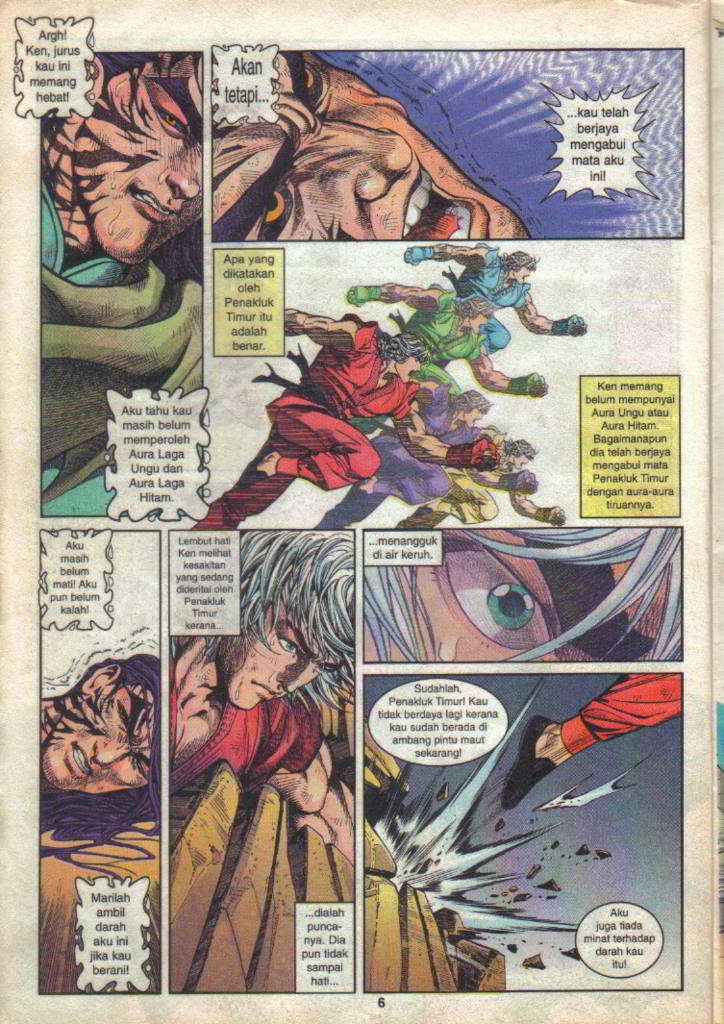 Argh!
Ken, jurus
kau ini
memang
hebat!
Akan
tetapi...
...kau telah
berjaya
mengabui
mata aku
ini!
Apa yang
dikatakan
oleh
Penakluk
Timur itu
adalah
benar.
Aku tahu kau
masih belum
memperoleh
Aura Laga
Ungu dan
Aura Laga
Hitam.
Ken memang
belum mempunyai
Aura Ungu atau
Aura Hitam.
Bagaimanapun
dia telah berjaya
mengabui mata
Penakluk Timur
dengan aura-aura
tiruannya.
Aku
masih
belum
mati! Aku
pun belum
kalah!
Marilah
ambil
darah
aku ini
jika kau
berani!
Lembut hati
Ken melihat
kesakitan
yang sedang
dideritai oleh
Penakluk
Timur
kerana...
...dialah
punca-
nya. Dia
pun tidak
sampai
hati...
...menangguk
di air keruh.
Sudahlah,
Penakluk Timur! Kau
tidak berdaya lagi kerana
kau sudah berada di
ambang pintu maut
sekarang!
Aku
juga tiada
minat terhadap
darah kau
itu!
6